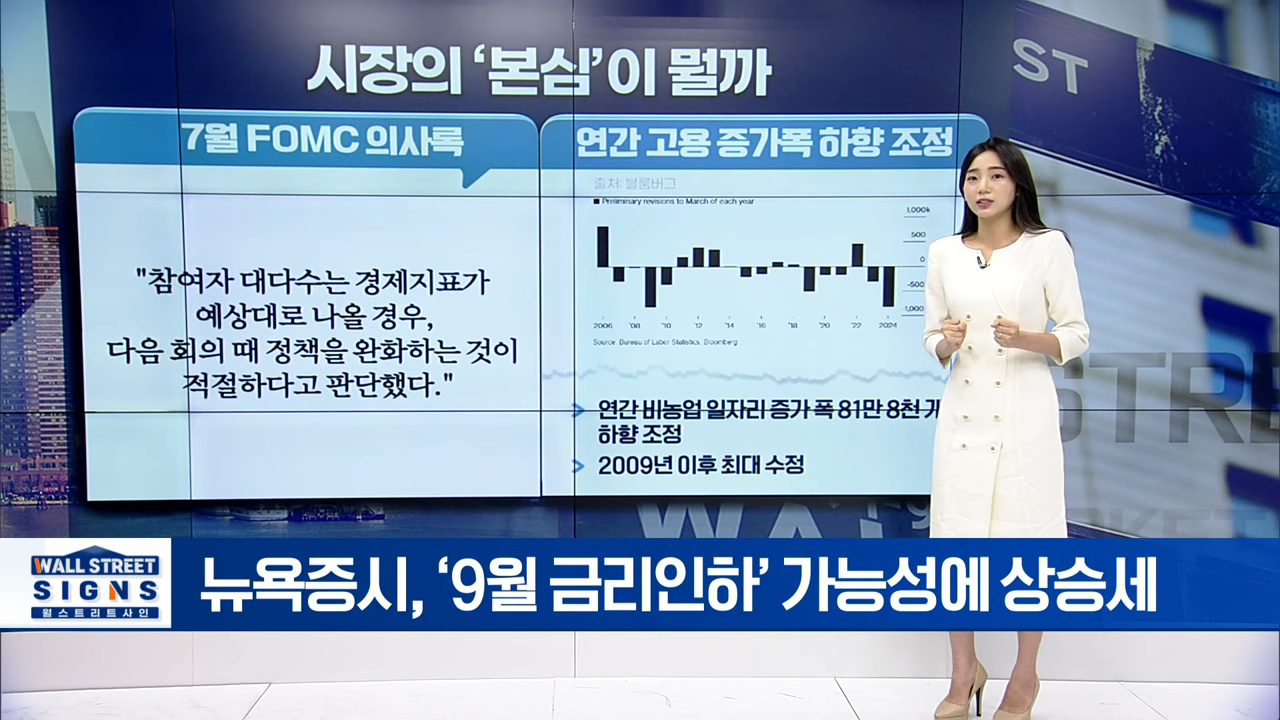 시장의 ‘본심’이 뭘까
ST
7월 FOMC 의사록
"참여자 대다수는 경제지표가
예상대로 나올 경우,
다음 회의 때 정책을 완화하는 것이
적절하다고 판단했다."
연간 고용 증가폭 하향 조정
출처: 블룸버그
■ Preliminary revisions to March of each year
1,000k
500
0
-500
-1,000
2006 '08 '10 '12 '14 '16 '18 '20 '22 2024
Source: Bureau of Labor Statistics, Bloomberg
> 연간 비농업 일자리 증가 폭 81만 8천 개
하향 조정
> 2009년 이후 최대 수정
STRE
WALL STREET
SIGNS
월스트리트사인
뉴욕증시, ‘9월 금리인하’ 가능성에 상승세